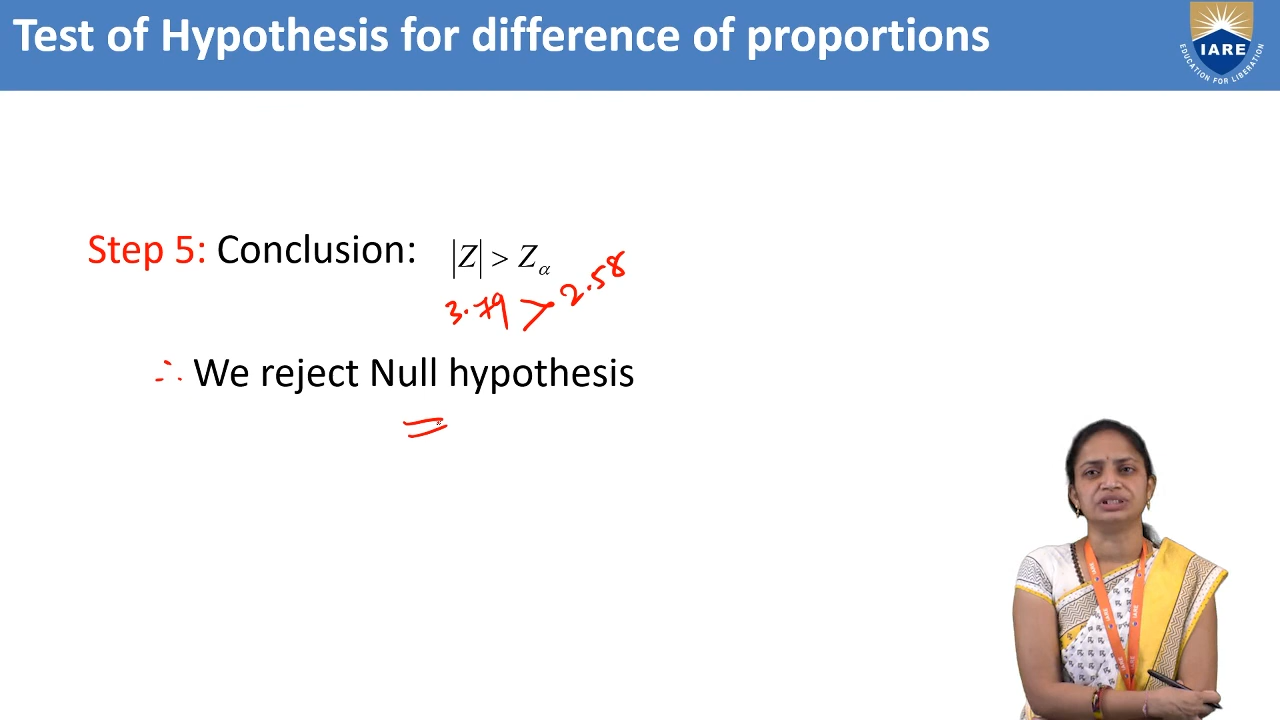 Test of Hypothesis for difference of proportions
IARE
EDUCATION FOR LIBERATION
Step 5: Conclusion: |Z| > Zα
3.79 > 2.58
∴ We reject Null hypothesis